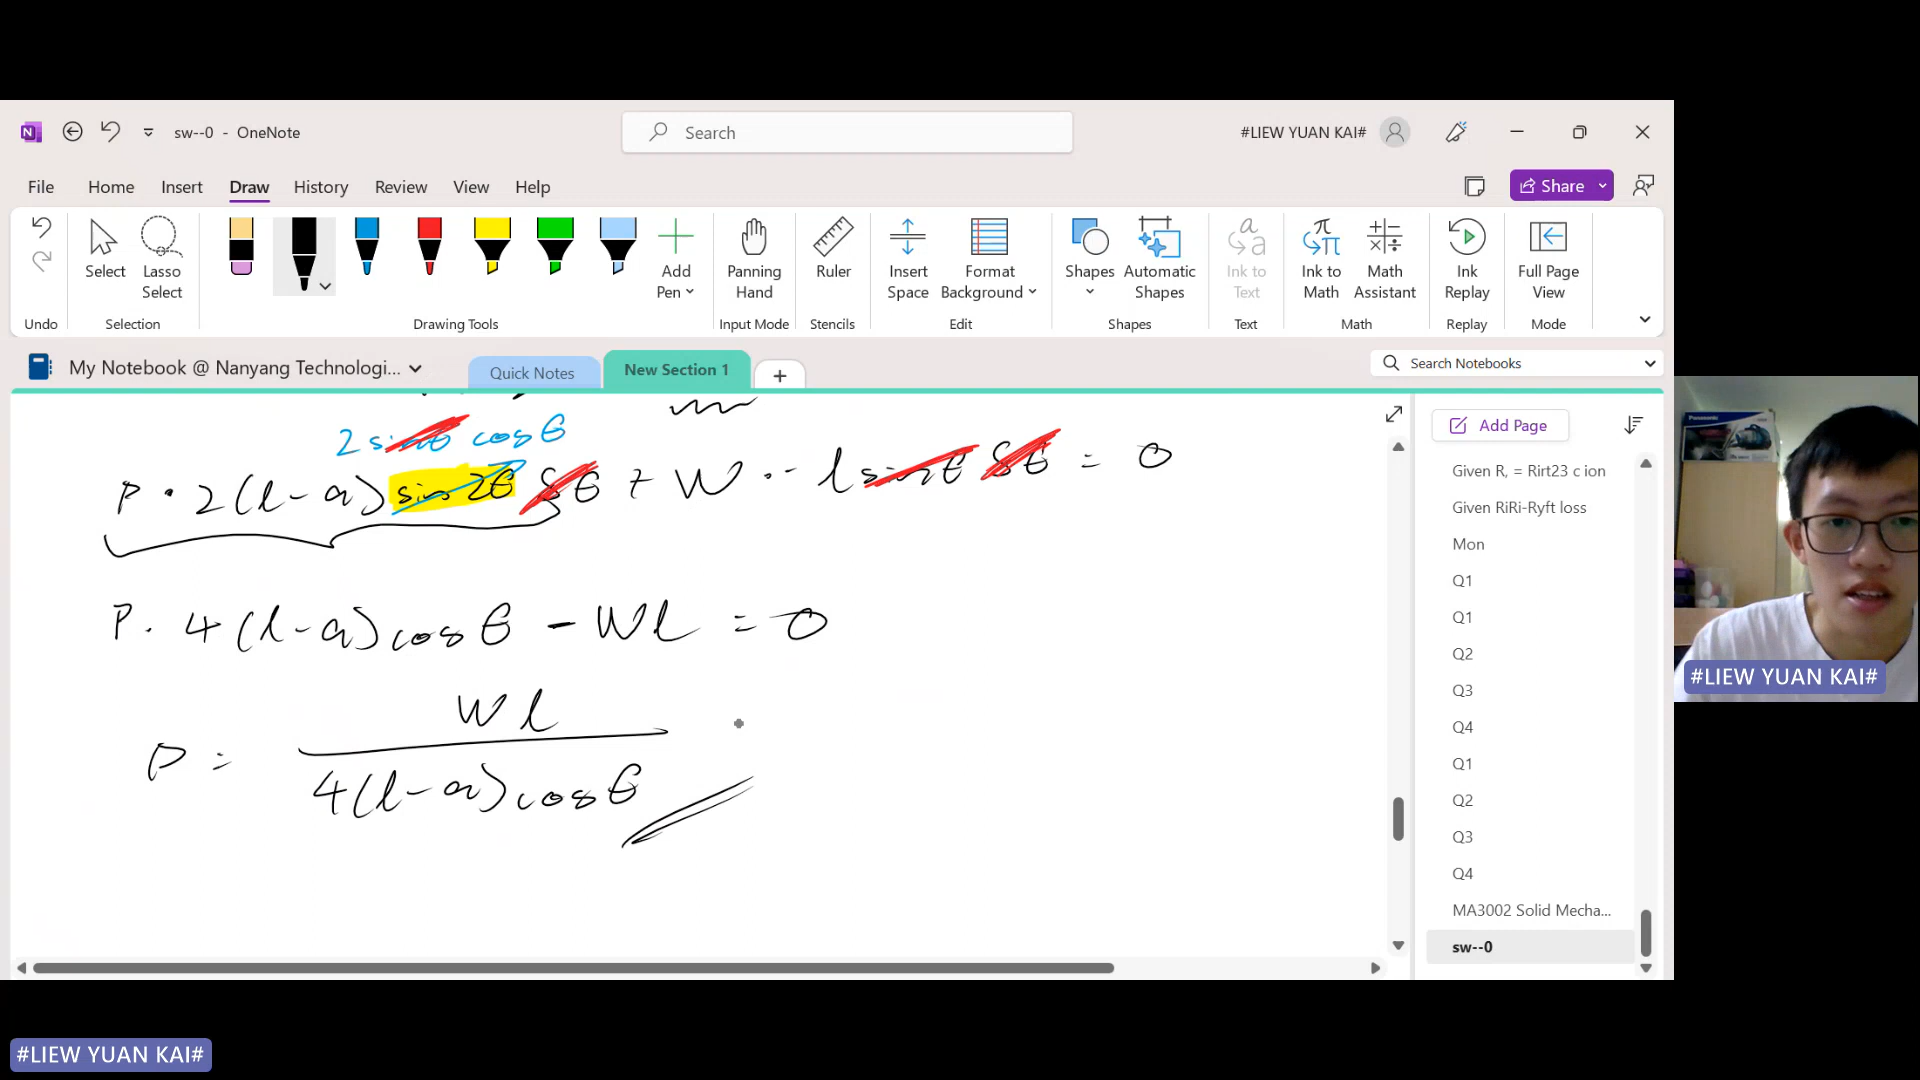 sw--0 - OneNote
Search
#LIEW YUAN KAI#
File Home Insert Draw History Review View Help
Share
Undo
Select
Lasso Select
Selection
Drawing Tools
Add Pen
Panning Hand
Input Mode
Ruler
Stencils
Insert Space
Format Background
Edit
Shapes
Automatic Shapes
Shapes
Ink to Text
Text
Ink to Math
Math Assistant
Math
Ink Replay
Replay
Full Page View
Mode
My Notebook @ Nanyang Technologi...
Quick Notes
New Section 1
+
Search Notebooks
2 sinθ cosθ
P · 2(l-a) sin 2θ δθ + W · - l sinθ δθ = 0
P · 4(l-a) cosθ - Wl = 0
P = Wl
4(l-a) cosθ
Add Page
Given R, = Rirt23 c ion
Given RiRi-Ryft loss
Mon
Q1
Q1
Q2
Q3
Q4
Q1
Q2
Q3
Q4
MA3002 Solid Mecha...
sw--0
#LIEW YUAN KAI#
#LIEW YUAN KAI#